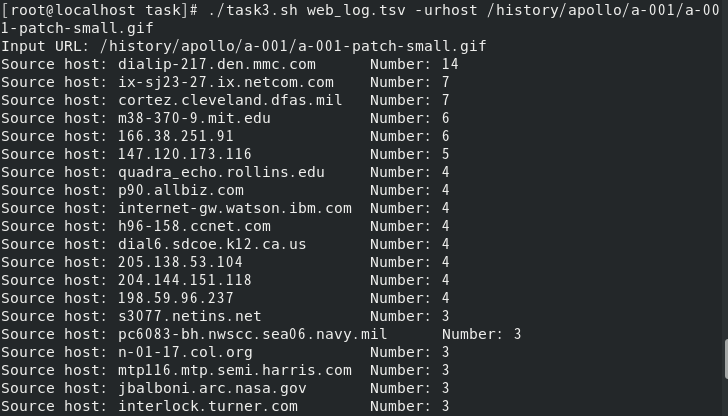 [root@localhost task]# ./task3.sh web_log.tsv -urhost /history/apollo/a-001/a-00
1-patch-small.gif
Input URL: /history/apollo/a-001/a-001-patch-small.gif
Source host: dialip-217.den.mmc.com      Number: 14
Source host: ix-sj23-27.ix.netcom.com    Number: 7
Source host: cortez.cleveland.dfas.mil   Number: 7
Source host: m38-370-9.mit.edu           Number: 6
Source host: 166.38.251.91               Number: 6
Source host: 147.120.173.116             Number: 5
Source host: quadra_echo.rollins.edu     Number: 4
Source host: p90.allbiz.com              Number: 4
Source host: internet-gw.watson.ibm.com  Number: 4
Source host: h96-158.ccnet.com           Number: 4
Source host: dial6.sdcoe.k12.ca.us       Number: 4
Source host: 205.138.53.104              Number: 4
Source host: 204.144.151.118             Number: 4
Source host: 198.59.96.237               Number: 4
Source host: s3077.netins.net            Number: 3
Source host: pc6083-bh.nwscc.sea06.navy.mil      Number: 3
Source host: n-01-17.col.org             Number: 3
Source host: mtp116.mtp.semi.harris.com  Number: 3
Source host: jbalboni.arc.nasa.gov       Number: 3
Source host: interlock.turner.com        Number: 3